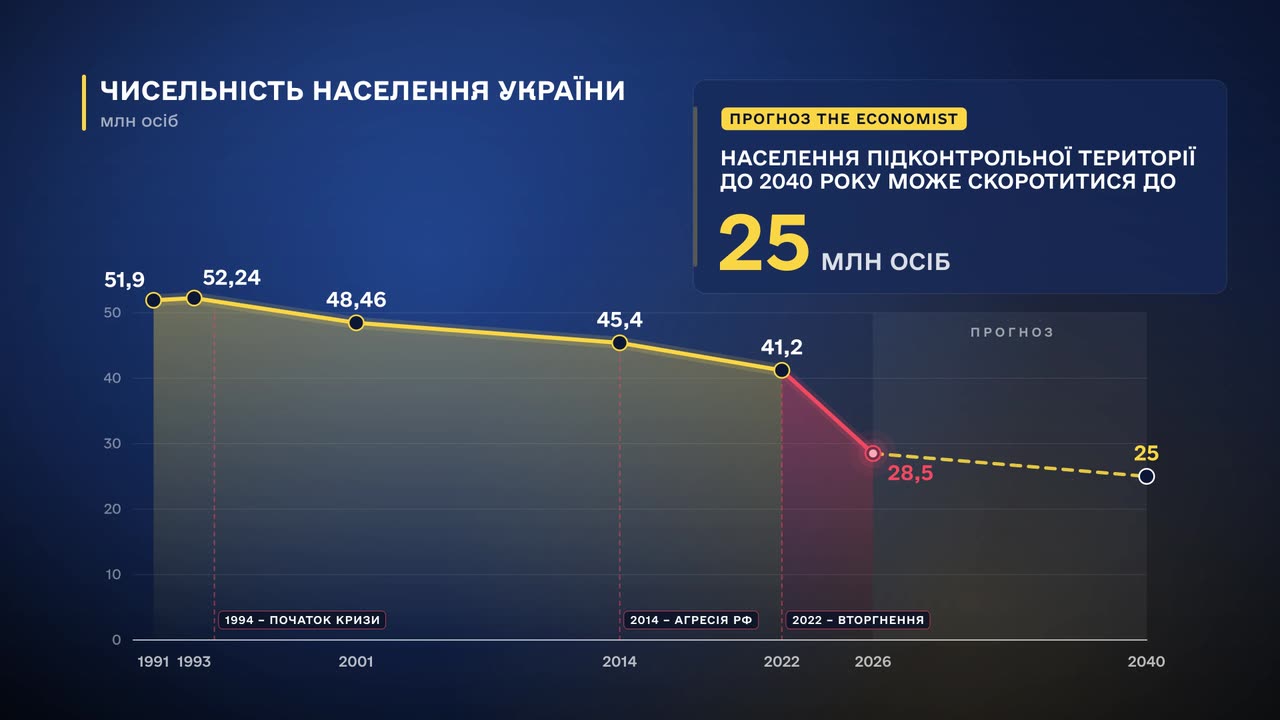 ЧИСЕЛЬНІСТЬ НАСЕЛЕННЯ УКРАЇНИ
млн осіб
ПРОГНОЗ THE ECONOMIST
НАСЕЛЕННЯ ПІДКОНТРОЛЬНОЇ ТЕРИТОРІЇ
ДО 2040 РОКУ МОЖЕ СКОРОТИТИСЯ ДО
25 МЛН ОСІБ
51,9
52,24
48,46
45,4
41,2
28,5
25
ПРОГНОЗ
50
40
30
20
10
0
1994 – ПОЧАТОК КРИЗИ
2014 – АГРЕСІЯ РФ
2022 – ВТОРГНЕННЯ
1991
1993
2001
2014
2022
2026
2040